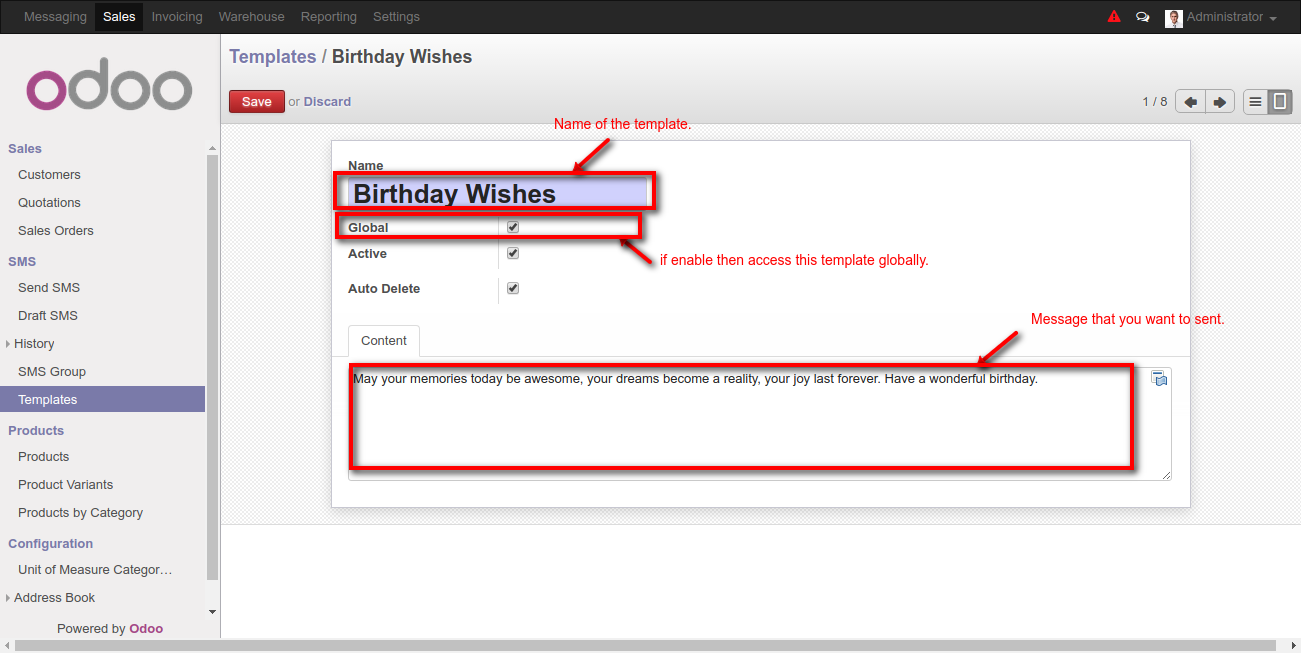 Messaging Sales Invoicing Warehouse Reporting Settings Administrator
odoo
Templates / Birthday Wishes
Save or Discard
1 / 8
Name of the template.
Sales
Customers
Quotations
Sales Orders
SMS
Send SMS
Draft SMS
History
SMS Group
Templates
Products
Products
Product Variants
Products by Category
Configuration
Unit of Measure Categor…
Address Book
Powered by Odoo
Name
Birthday Wishes
Global
Active
if enable then access this template globally.
Auto Delete
Message that you want to sent.
Content
May your memories today be awesome, your dreams become a reality, your joy last forever. Have a wonderful birthday.